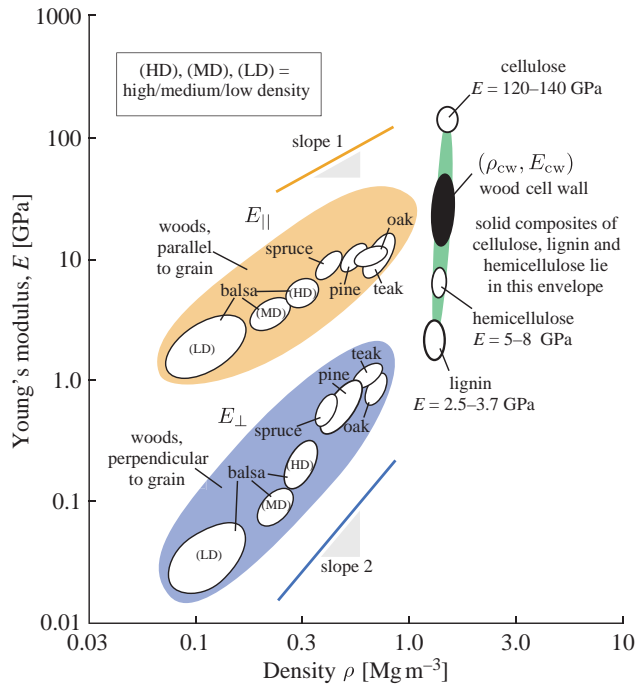 1000
100
10
1.0
0.1
0.01
Young's modulus, E [GPa]
(HD), (MD), (LD) =
high/medium/low density
slope 1
cellulose
E = 120–140 GPa
(ρcw, Ecw)
wood cell wall
solid composites of
cellulose, lignin and
hemicellulose lie
in this envelope
hemicellulose
E = 5–8 GPa
lignin
E = 2.5–3.7 GPa
E||
woods,
parallel to
grain
oak
spruce
pine
teak
balsa
(HD)
(MD)
(LD)
teak
pine
E⊥
spruce
oak
woods,
perpendicular
to grain
balsa
(HD)
(MD)
(LD)
slope 2
0.03
0.1
0.3
1.0
3.0
10
Density ρ [Mg m−3]